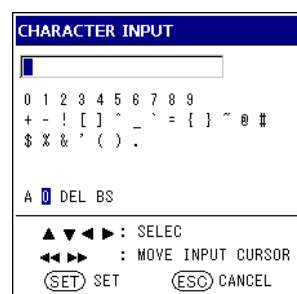 CHARACTER INPUT
0 1 2 3 4 5 6 7 8 9
+ - ! [ ] ^ _ ` = { } ~ @ #
$ % & ' ( ) .
A 0 DEL BS
▲ ▼ ◀ ▶ : SELEC
◀◀ ▶▶ : MOVE INPUT CURSOR
SET SET ESC CANCEL